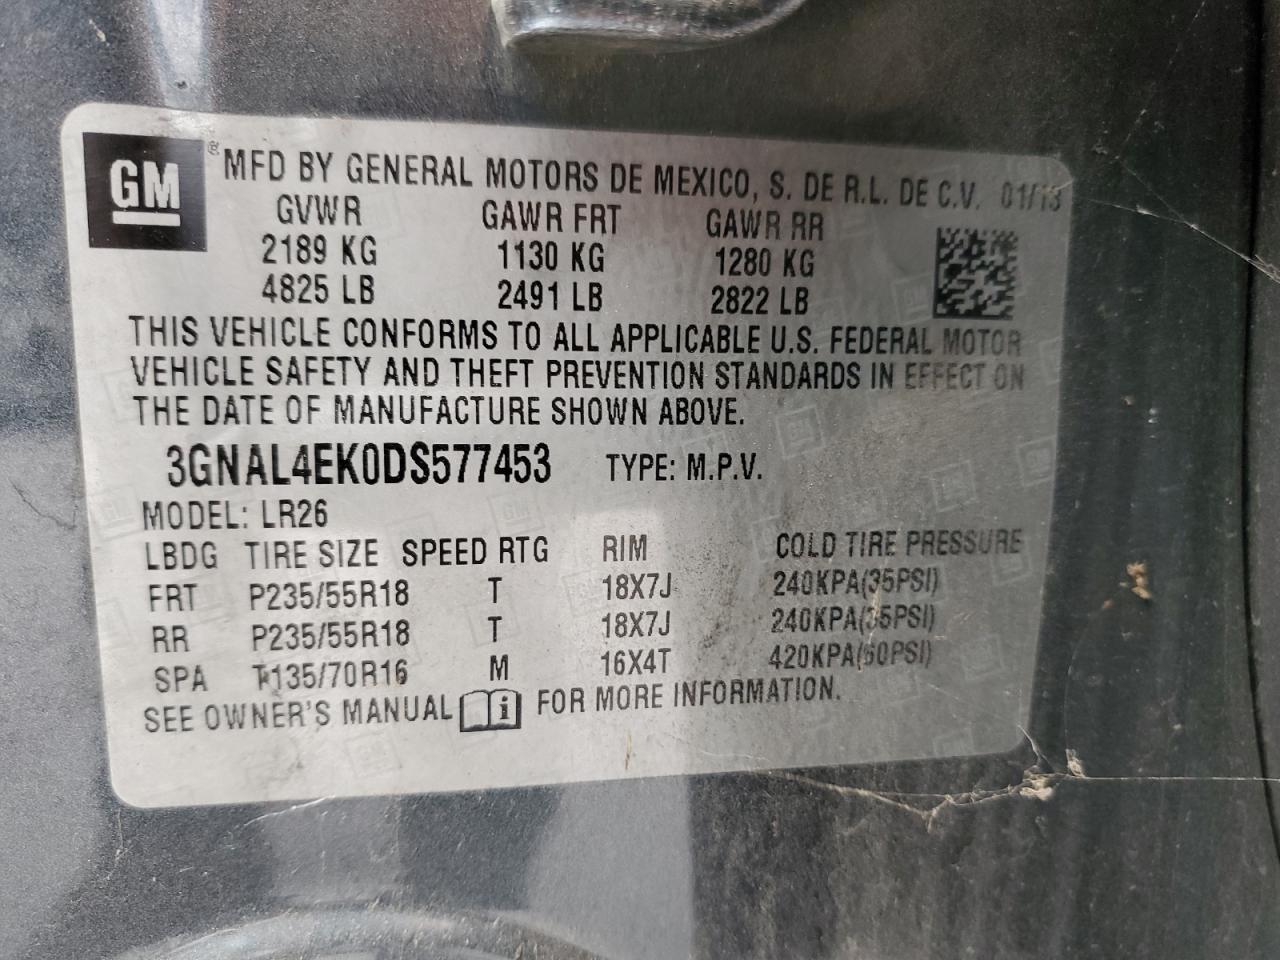 GM ® MFD BY GENERAL MOTORS DE MEXICO, S. DE R.L. DE C.V. 01/13
GVWR GAWR FRT GAWR RR
2189 KG 1130 KG 1280 KG
4825 LB 2491 LB 2822 LB
THIS VEHICLE CONFORMS TO ALL APPLICABLE U.S. FEDERAL MOTOR
VEHICLE SAFETY AND THEFT PREVENTION STANDARDS IN EFFECT ON
THE DATE OF MANUFACTURE SHOWN ABOVE.
3GNAL4EK0DS577453 TYPE: M.P.V.
MODEL: LR26
LBDG TIRE SIZE SPEED RTG RIM COLD TIRE PRESSURE
FRT P235/55R18 T 18X7J 240KPA(35PSI)
RR P235/55R18 T 18X7J 240KPA(35PSI)
SPA T135/70R16 M 16X4T 420KPA(60PSI)
SEE OWNER'S MANUAL i FOR MORE INFORMATION.